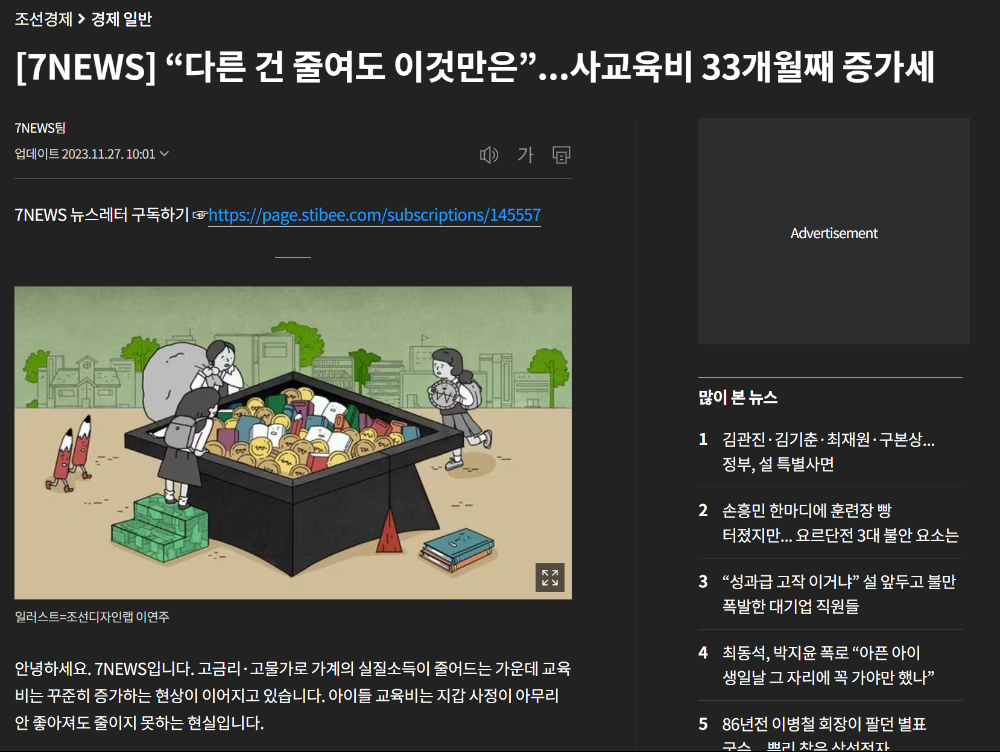 조선경제 > 경제 일반
[7NEWS] “다른 건 줄여도 이것만은”...사교육비 33개월째 증가세
7NEWS팀
업데이트 2023.11.27. 10:01
가
7NEWS 뉴스레터 구독하기 ☞https://page.stibee.com/subscriptions/145557
일러스트=조선디자인랩 이연주
안녕하세요. 7NEWS입니다. 고금리·고물가로 가계의 실질소득이 줄어드는 가운데 교육
비는 꾸준히 증가하는 현상이 이어지고 있습니다. 아이들 교육비는 지갑 사정이 아무리
안 좋아져도 줄이지 못하는 현실입니다.
Advertisement
많이 본 뉴스
1 김관진·김기춘·최재원·구본상...
정부, 설 특별사면
2 손흥민 한마디에 훈련장 빵
터졌지만... 요르단전 3대 불안 요소는
3 “성과급 고작 이거냐” 설 앞두고 불만
폭발한 대기업 직원들
4 최동석, 박지윤 폭로 “아픈 아이
생일날 그 자리에 꼭 가야만 했나”
5 86년전 이병철 회장이 팔던 별표
국수... 뿌리 찾은 삼성전자